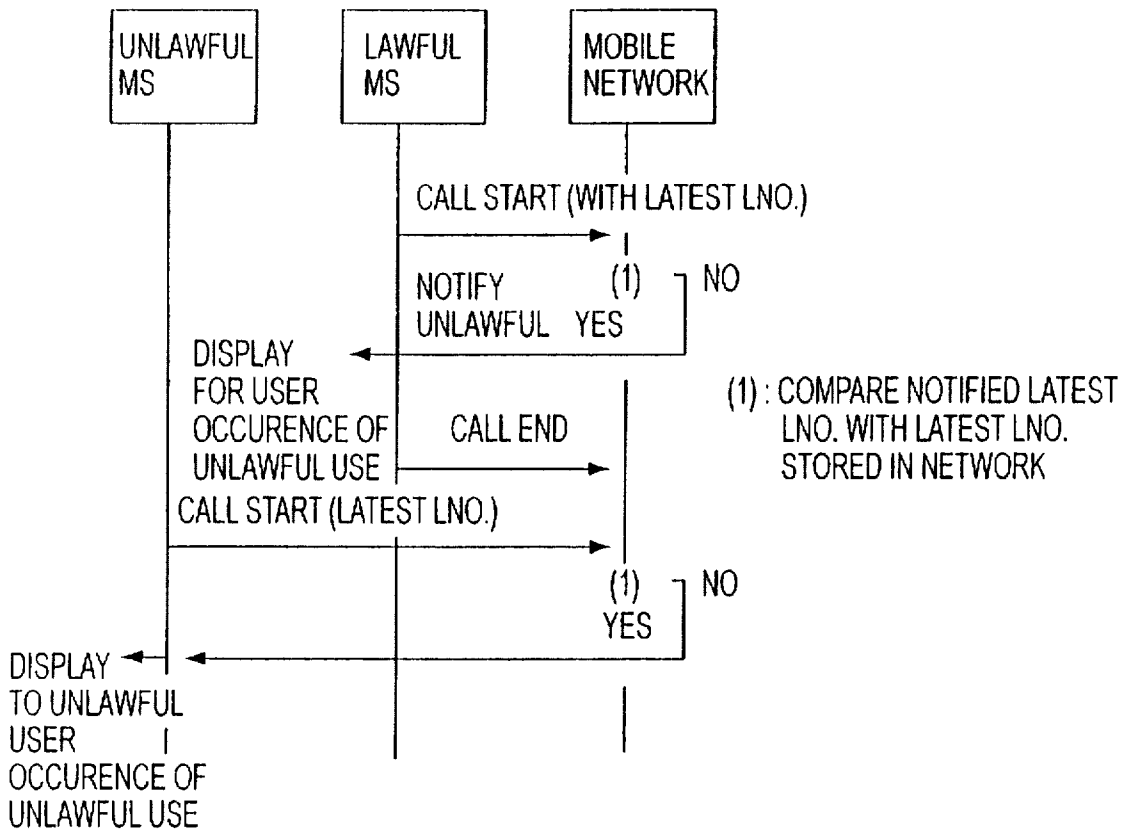 UNLAWFUL
MS
LAWFUL
MS
MOBILE
NETWORK
CALL START (WITH LATEST LNO.)
(1)
NO
NOTIFY
UNLAWFUL YES
DISPLAY
FOR USER
OCCURENCE OF
UNLAWFUL USE
CALL END
(1) : COMPARE NOTIFIED LATEST
LNO. WITH LATEST LNO.
STORED IN NETWORK
CALL START (LATEST LNO.)
(1)
NO
YES
DISPLAY
TO UNLAWFUL
USER
OCCURENCE OF
UNLAWFUL USE